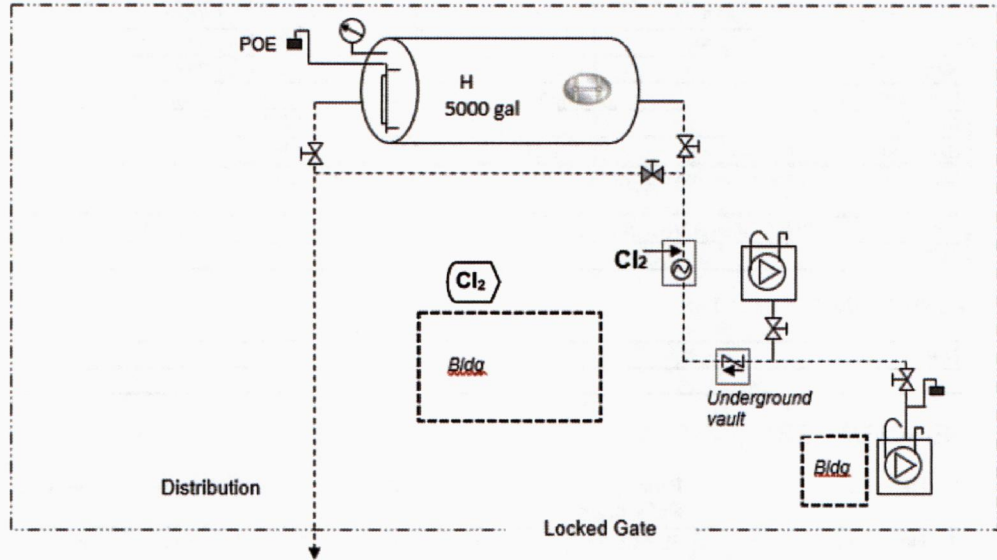 POE
H
5000 gal
Cl₂
Cl₂
Bldg
Underground
vault
Bldg
Distribution
Locked Gate